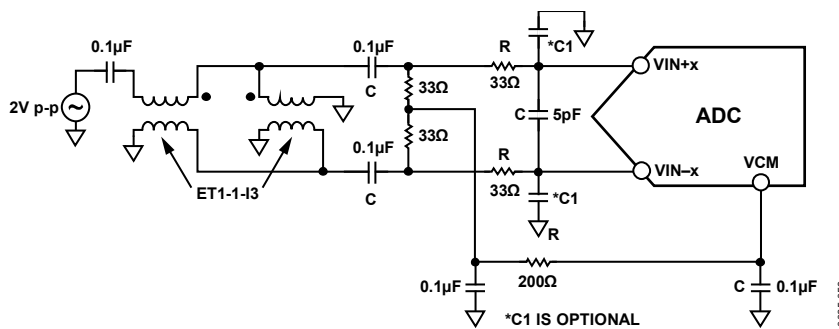 0.1µF
2V p-p
ET1-1-I3
0.1µF
C
33Ω
33Ω
0.1µF
C
R
33Ω
*C1
C 5pF
R
33Ω
*C1
R
VIN+x
ADC
VIN–x
VCM
0.1µF
200Ω
C 0.1µF
*C1 IS OPTIONAL